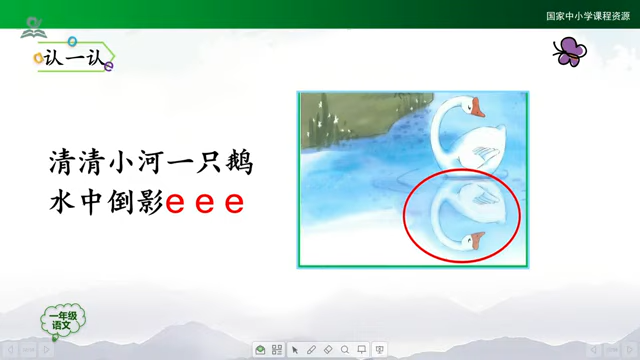 国家中小学课程资源
认一认
清清小河一只鹅
水中倒影e e e
一年级
语文